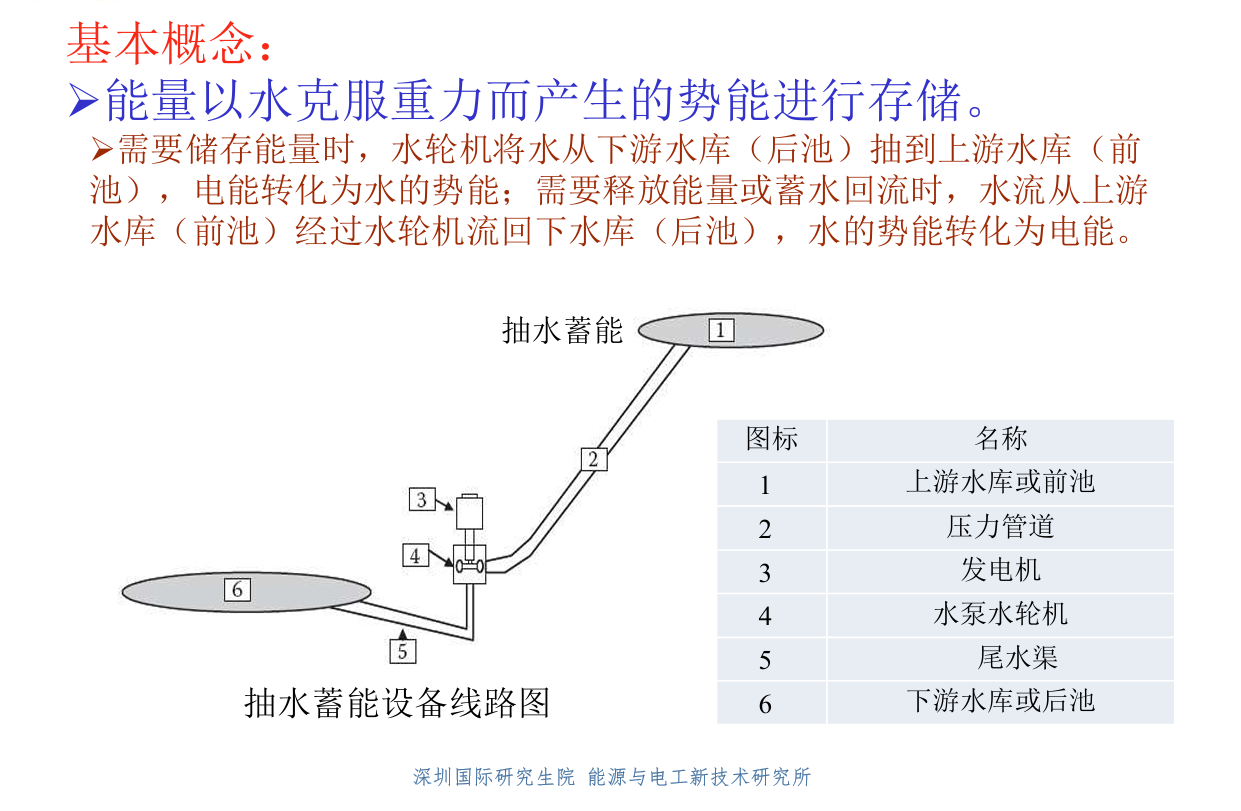 基本概念：
➢能量以水克服重力而产生的势能进行存储。
➢需要储存能量时，水轮机将水从下游水库（后池）抽到上游水库（前
池），电能转化为水的势能；需要释放能量或蓄水回流时，水流从上游
水库（前池）经过水轮机流回下水库（后池），水的势能转化为电能。
抽水蓄能
1
2
3
4
5
6
图标 名称
1 上游水库或前池
2 压力管道
3 发电机
4 水泵水轮机
5 尾水渠
6 下游水库或后池
抽水蓄能设备线路图
深圳国际研究生院 能源与电工新技术研究所